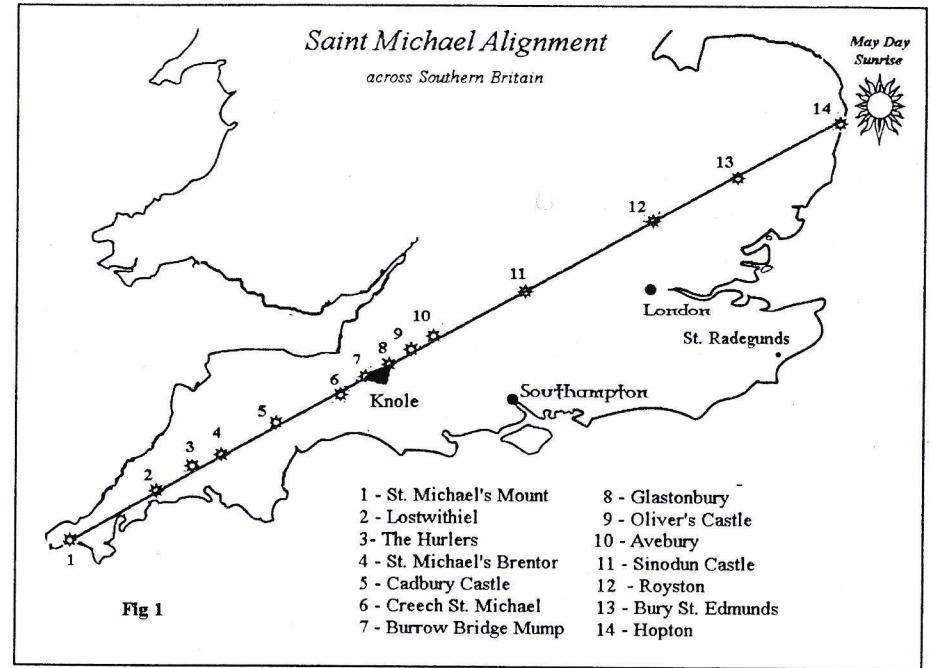 Saint Michael Alignment
across Southern Britain
May Day
Sunrise
14
13
12
11
London
St. Radegunds
10
9
8
7
Knole
6
Southampton
5
4
3
2
1
1 - St. Michael's Mount
2 - Lostwithiel
3- The Hurlers
4 - St. Michael's Brentor
5 - Cadbury Castle
6 - Creech St. Michael
7 - Burrow Bridge Mump
8 - Glastonbury
9 - Oliver's Castle
10 - Avebury
11 - Sinodun Castle
12 - Royston
13 - Bury St. Edmunds
14 - Hopton
Fig 1